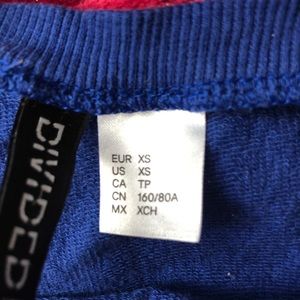 DIVIDED
EUR XS
US XS
CA TP
CN 160/80A
MX XCH